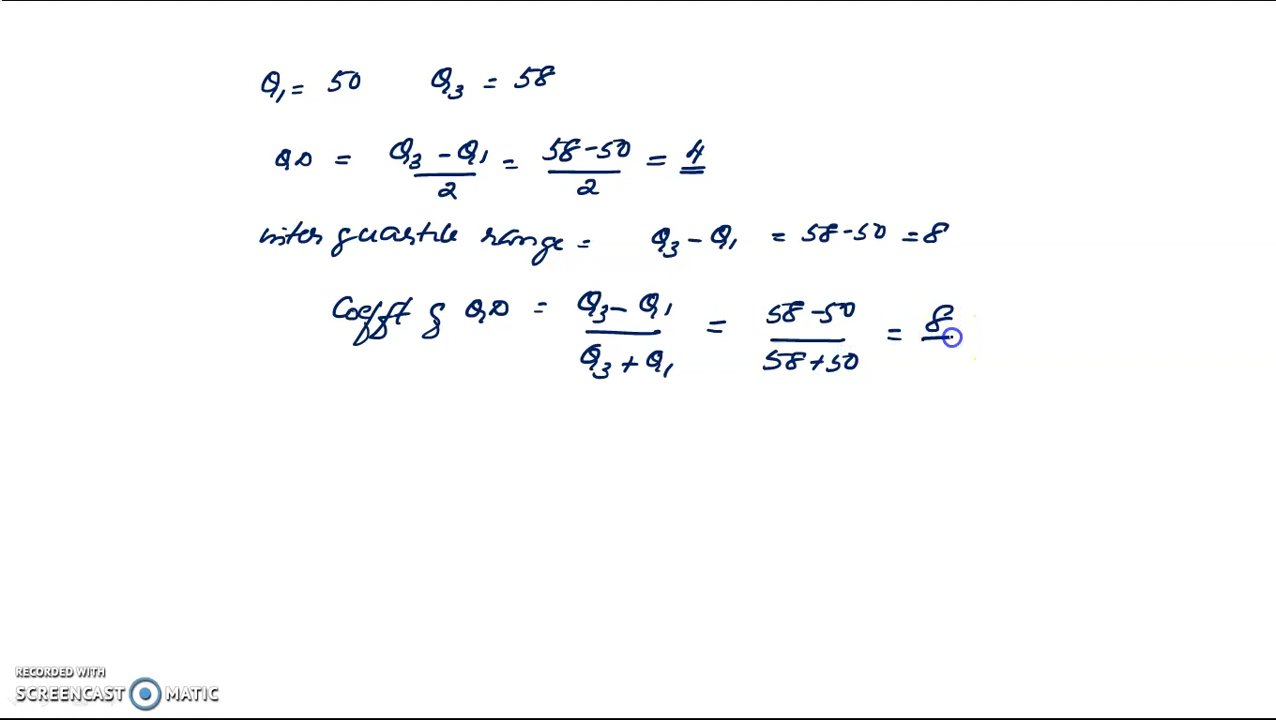 Q₁ = 50 Q₃ = 58
QD = Q₃ - Q₁ / 2 = 58-50 / 2 = 4
inter quartile range = Q₃ - Q₁ = 58-50 = 8
Coefft of QD = Q₃ - Q₁ / Q₃ + Q₁ = 58-50 / 58+50 = 8
RECORDED WITH
SCREENCAST MATIC